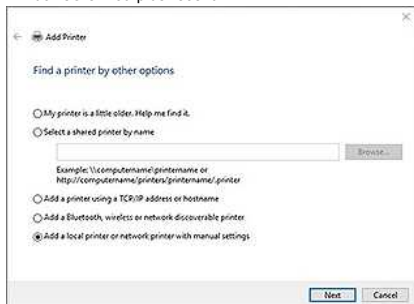 Add Printer
Find a printer by other options
My printer is a little older. Help me find it.
Select a shared printer by name
Browse...
Example: \\computername\printername or
http://computername/printers/printername/.printer
Add a printer using a TCP/IP address or hostname
Add a Bluetooth, wireless or network discoverable printer
Add a local printer or network printer with manual settings
Next
Cancel